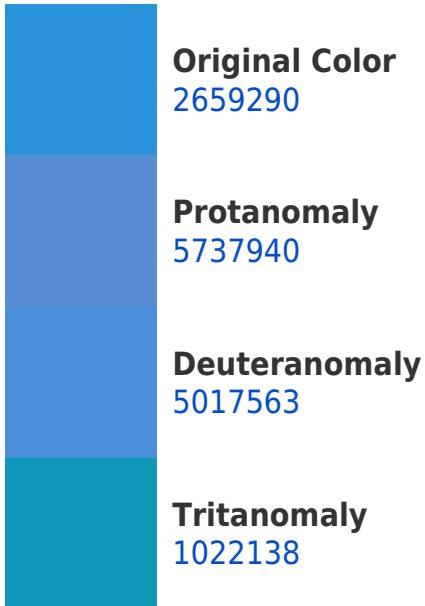 Original Color
2659290
Protanomaly
5737940
Deuteranomaly
5017563
Tritanomaly
1022138